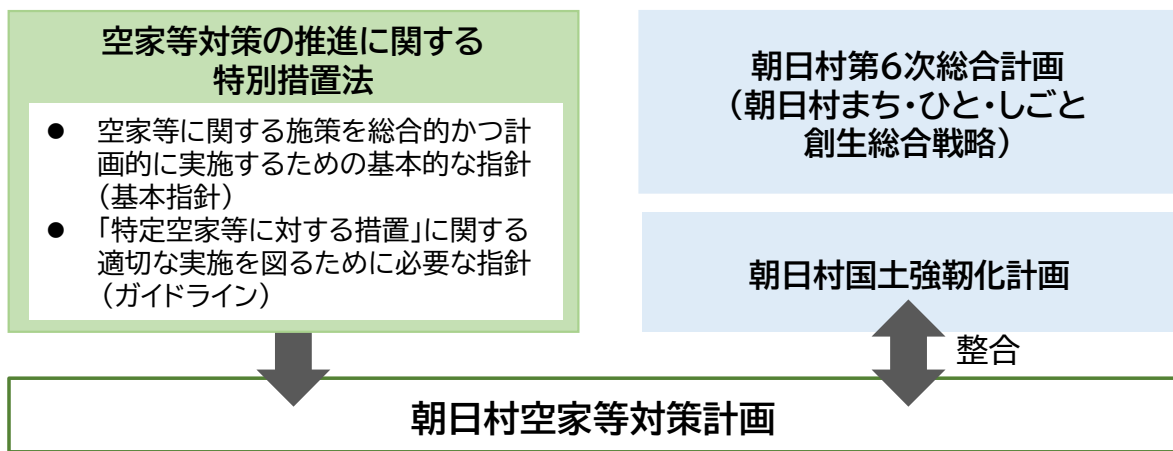 空家等対策の推進に関する
特別措置法
● 空家等に関する施策を総合的かつ計
画的に実施するための基本的な指針
(基本指針)
● 「特定空家等に対する措置」に関する
適切な実施を図るために必要な指針
(ガイドライン)
朝日村第6次総合計画
(朝日村まち・ひと・しごと
創生総合戦略)
朝日村国土強靭化計画
整合
朝日村空家等対策計画